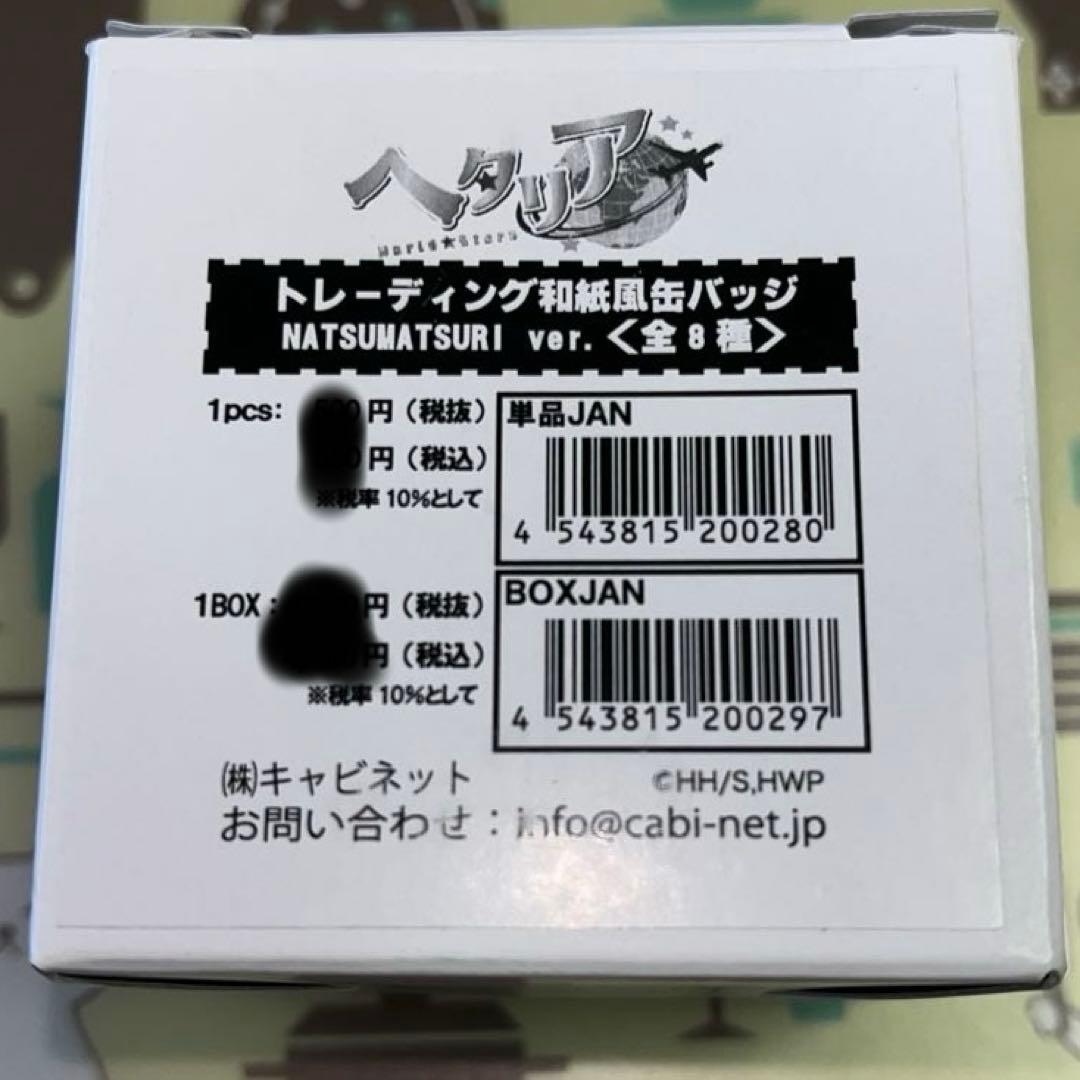 ヘタリア
World★Stars
トレーディング和紙風缶バッジ
NATSUMATSURI ver.<全8種>
1pcs: 円(税抜)
円(税込)
※税率10%として
単品JAN
4 543815 200280
1BOX: 円(税抜)
円(税込)
※税率10%として
BOXJAN
4 543815 200297
㈱キャビネット
©HH/S,HWP
お問い合わせ:info@cabi-net.jp